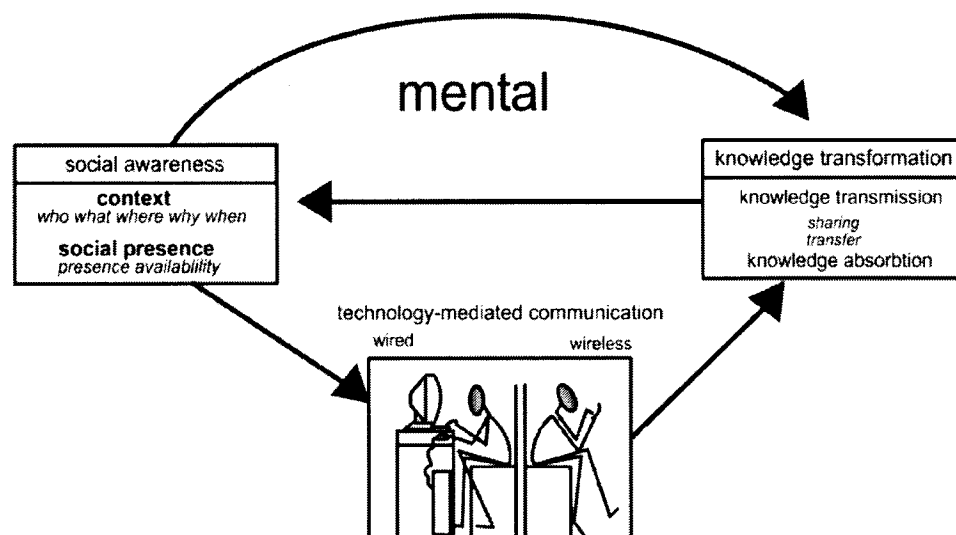 mental
social awareness
context
who what where why when
social presence
presence availablility
knowledge transformation
knowledge transmission
sharing
transfer
knowledge absorbtion
technology-mediated communication
wired
wireless